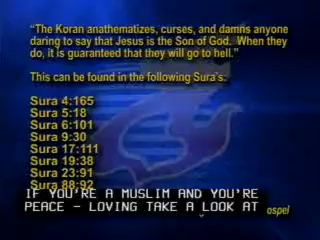 “The Koran anathematizes, curses, and damns anyone
daring to say that Jesus is the Son of God.  When they
do, it is guaranteed that they will go to hell.”
This can be found in the following Sura's:
Sura 4:165
Sura 5:18
Sura 6:101
Sura 9:30
Sura 17:111
Sura 19:38
Sura 23:91
Sura 88:92
IF YOU'RE A MUSLIM AND YOU'RE
PEACE - LOVING TAKE A LOOK AT
ospel